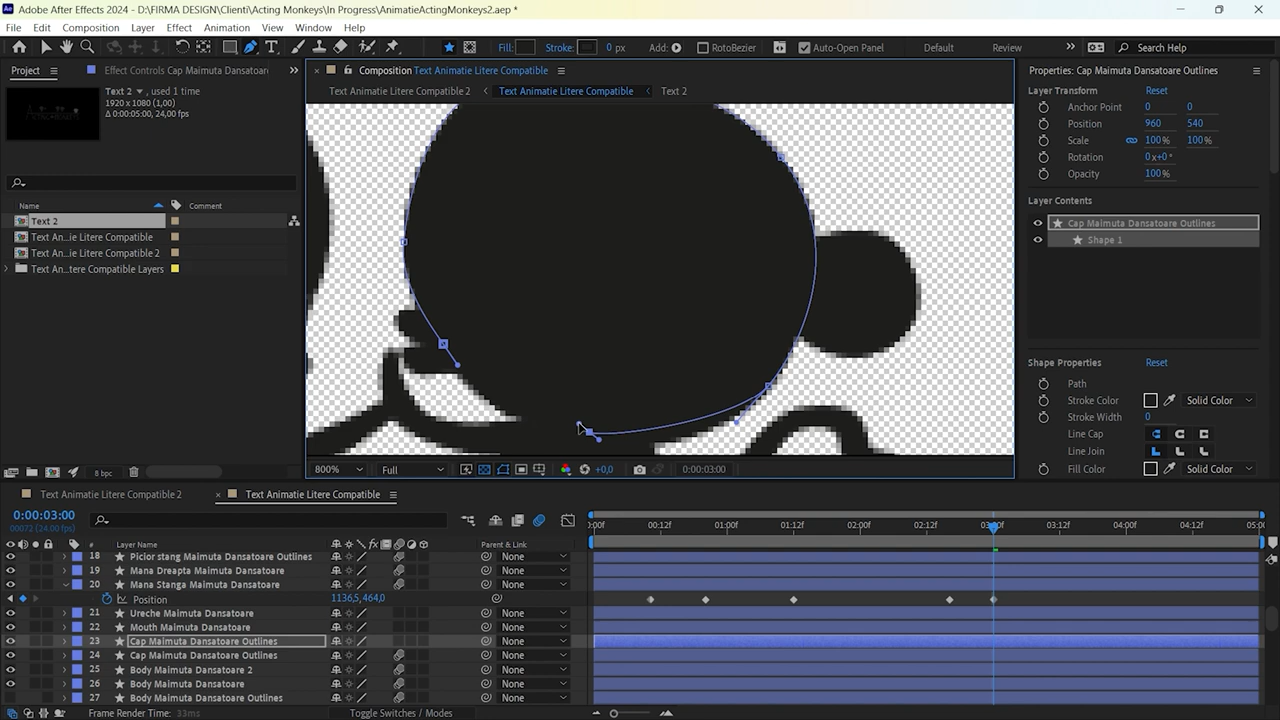 Adobe After Effects 2024 - D:\FIRMA DESIGN\Clienti\Acting Monkeys\In Progress\AnimatieActingMonkeys2.aep *
File Edit Composition Layer Effect Animation View Window Help
Fill: Stroke: 0 px Add: RotoBezier Auto-Open Panel Default Review Search Help
Project Effect Controls Cap Maimuta Dansatoare
Composition Text Animatie Litere Compatible
Properties: Cap Maimuta Dansatoare Outlines
Text 2 , used 1 time
1920 x 1080 (1,00)
Δ 0:00:05:00, 24,00 fps
Text Animatie Litere Compatible 2 Text Animatie Litere Compatible Text 2
Layer Transform Reset
Anchor Point 0 0
Position 960 540
Scale 100% 100%
Rotation 0x+0°
Opacity 100%
Layer Contents
Cap Maimuta Dansatoare Outlines
Shape 1
Name Comment
Text 2
Text An...ie Litere Compatible
Text An...ie Litere Compatible 2
Text An...tere Compatible Layers
Shape Properties Reset
Path
Stroke Color Solid Color
Stroke Width 0
Line Cap
Line Join
Fill Color Solid Color
8 bpc
800% Full +0,0 0:00:03:00
Text Animatie Litere Compatible 2 Text Animatie Litere Compatible
0:00:03:00
00072 (24.00 fps)
:00f 00:12f 01:00f 01:12f 02:00f 02:12f 03:00f 03:12f 04:00f 04:12f 05:0
# Layer Name Parent & Link
18 Picior stang Maimuta Dansatoare Outlines None
19 Mana Dreapta Maimuta Dansatoare None
20 Mana Stanga Maimuta Dansatoare None
Position 1136,5,464,0
21 Ureche Maimuta Dansatoare None
22 Mouth Maimuta Dansatoare None
23 Cap Maimuta Dansatoare Outlines None
24 Cap Maimuta Dansatoare Outlines None
25 Body Maimuta Dansatoare 2 None
26 Body Maimuta Dansatoare None
27 Body Maimuta Dansatoare Outlines None
Frame Render Time: 33ms Toggle Switches / Modes